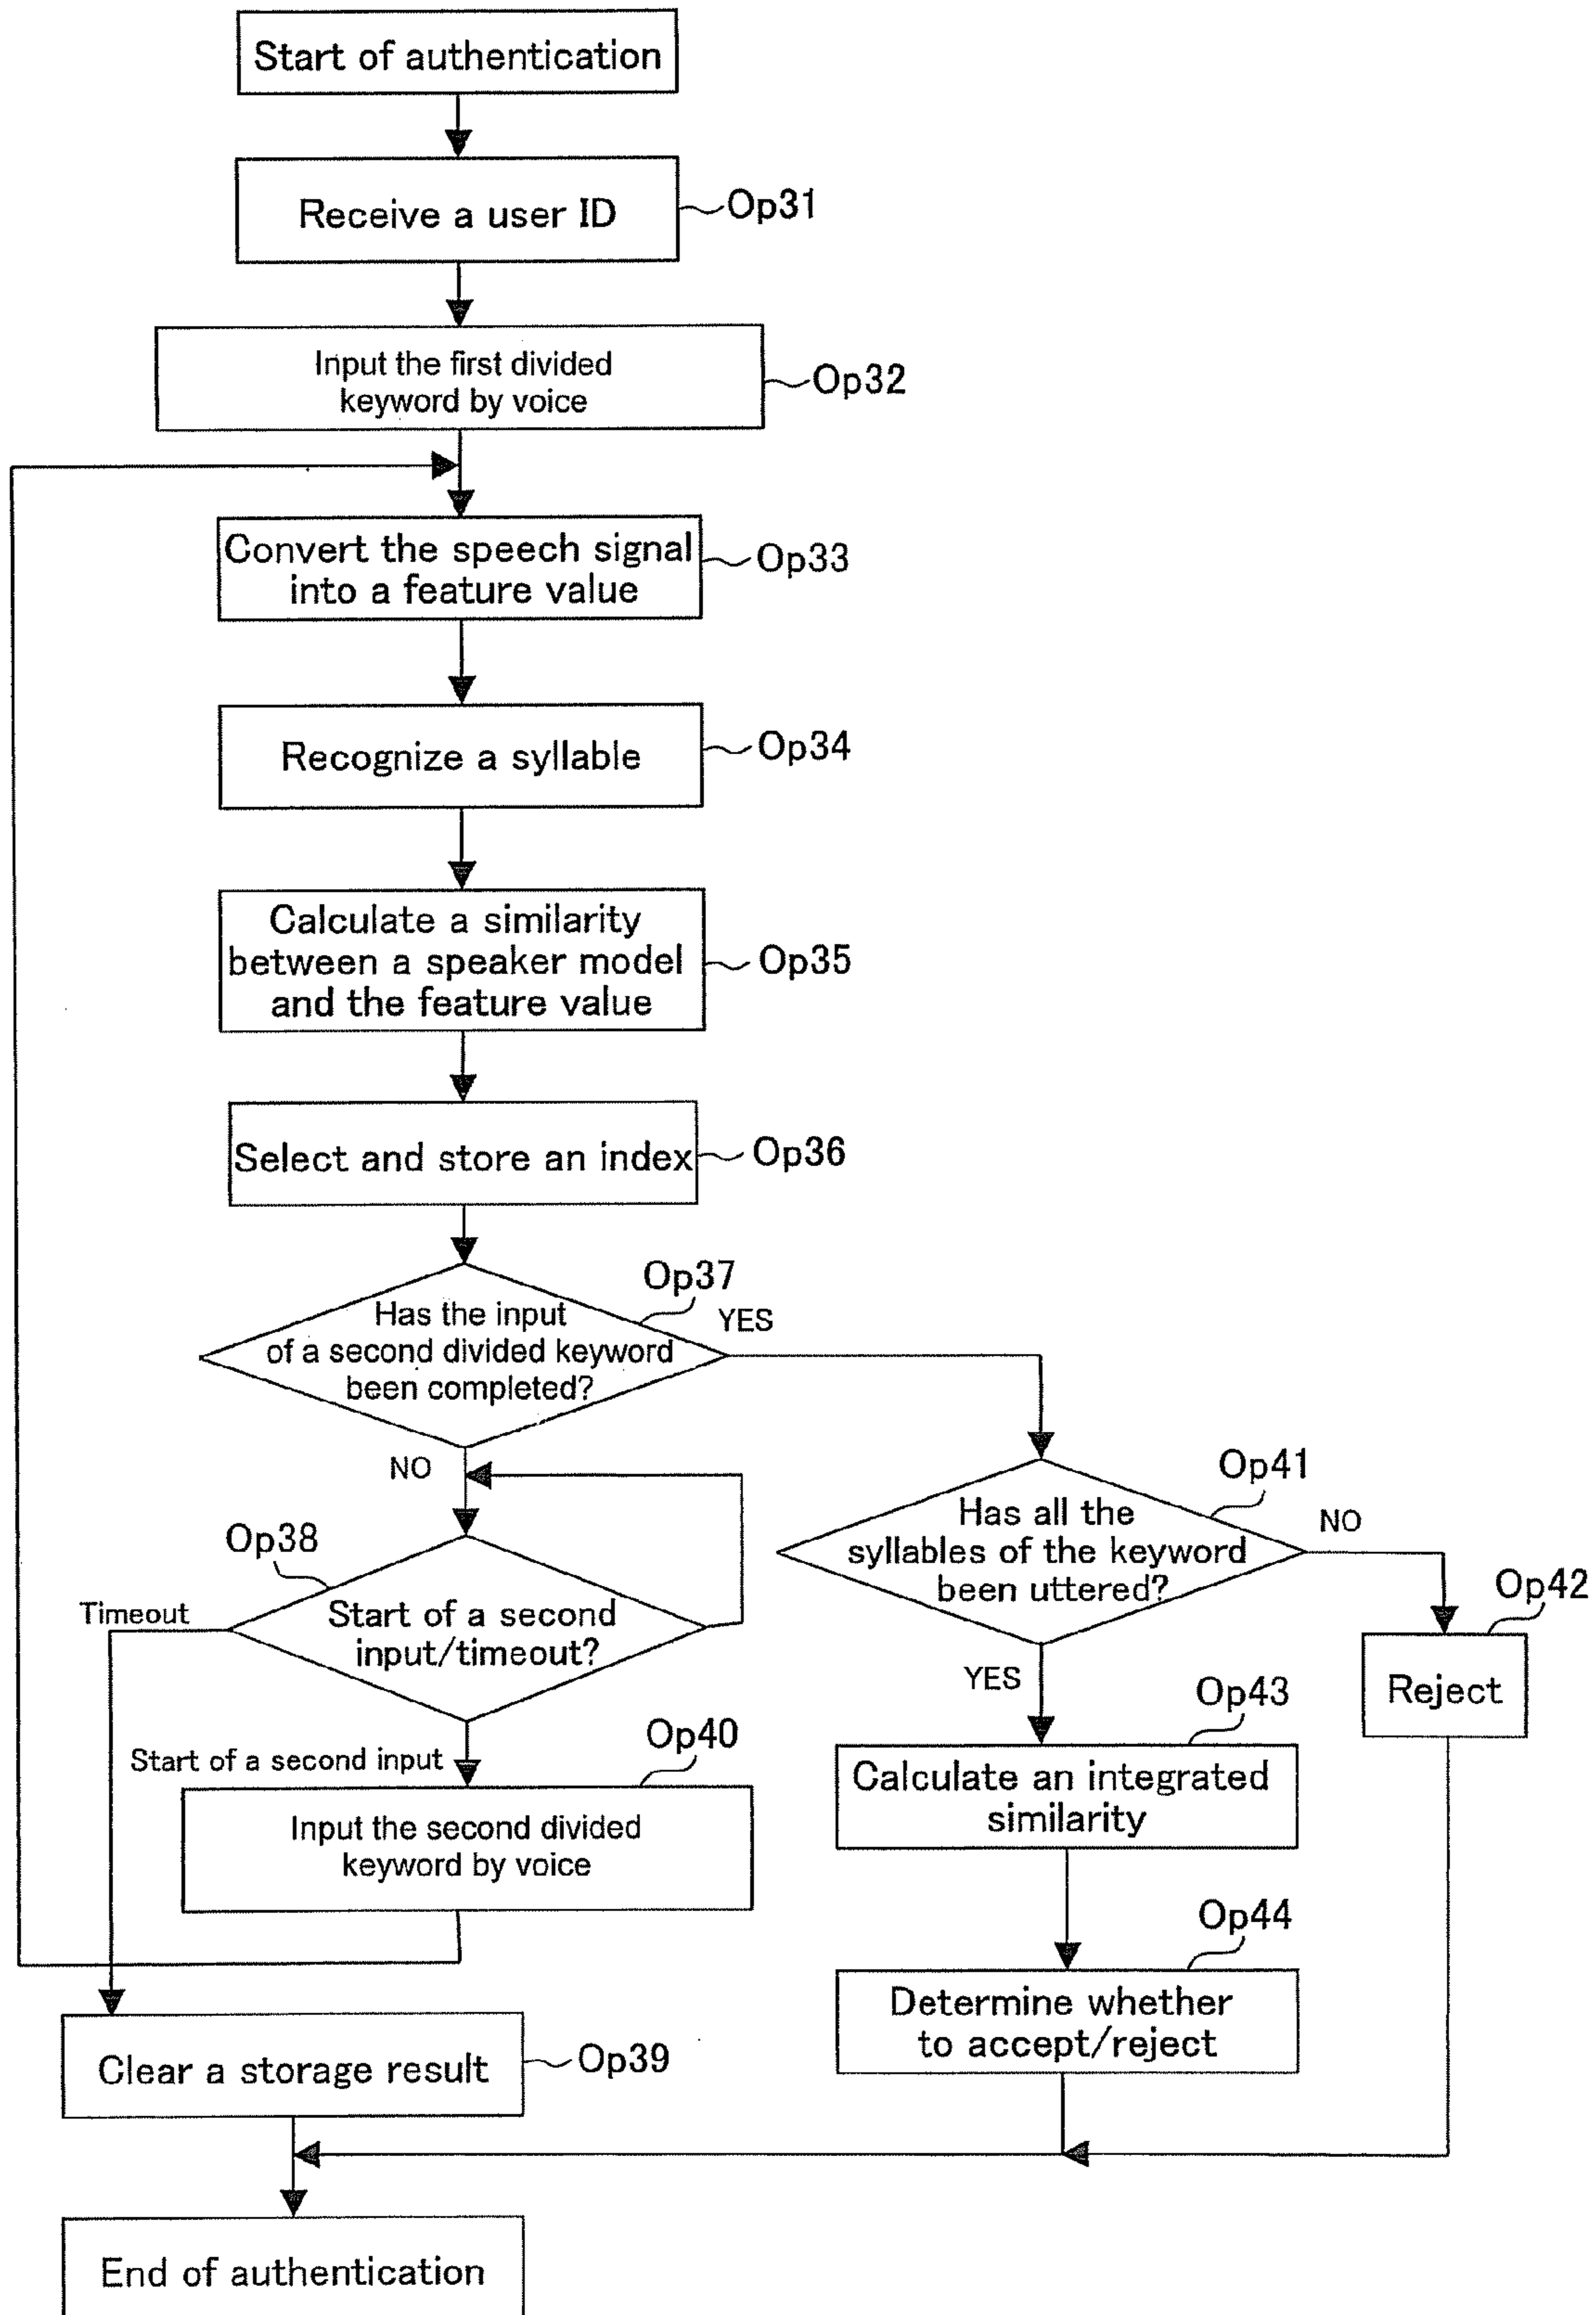 Start of authentication
Receive a user ID
Op31
Input the first divided
keyword by voice
Op32
Convert the speech signal
into a feature value
Op33
Recognize a syllable
Op34
Calculate a similarity
between a speaker model
and the feature value
Op35
Select and store an index
Op36
Op37
Has the input
of a second divided keyword
been completed?
YES
NO
Op38
Start of a second
input/timeout?
Timeout
Start of a second input
Op40
Input the second divided
keyword by voice
Clear a storage result
Op39
Op41
Has all the
syllables of the keyword
been uttered?
NO
Op42
Reject
YES
Op43
Calculate an integrated
similarity
Op44
Determine whether
to accept/reject
End of authentication